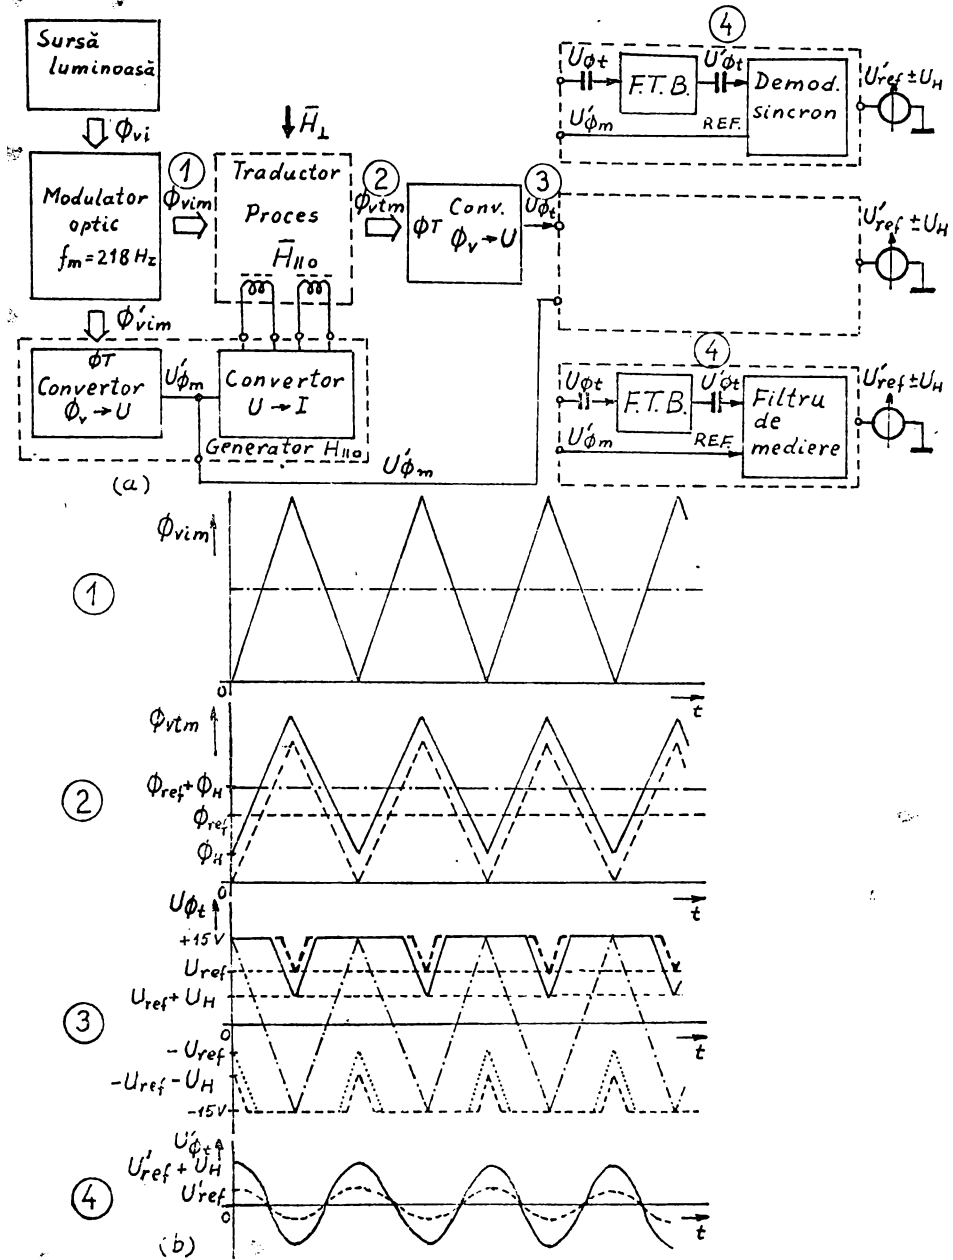 Sursă
luminoasă
ϕvi
Modulator
optic
fm = 218 Hz
1
ϕvim
H̄⊥
Traductor
Proces
H̄∥o
2
ϕvtm
Conv.
ϕT ϕv → U
3
Uϕt
4
Uϕt
F.T.B.
U'ϕt
Demod.
sincron
U'ϕm
REF.
U'ref ± UH
U'ref ± UH
4
Uϕt
F.T.B.
U'ϕt
Filtru
de
mediere
U'ϕm
REF.
U'ref ± UH
ϕ'vim
ϕT
Convertor
ϕv → U
U'ϕm
Convertor
U → I
Generator H∥o
U'ϕm
(a)
ϕvim
1
0
t
ϕvtm
2
ϕref + ϕH
ϕref
ϕH
0
t
Uϕt
+15V
Uref
Uref + UH
3
0
t
-Uref
-Uref - UH
-15V
U'ϕt
U'ref + UH
U'ref
4
0
t
(b)